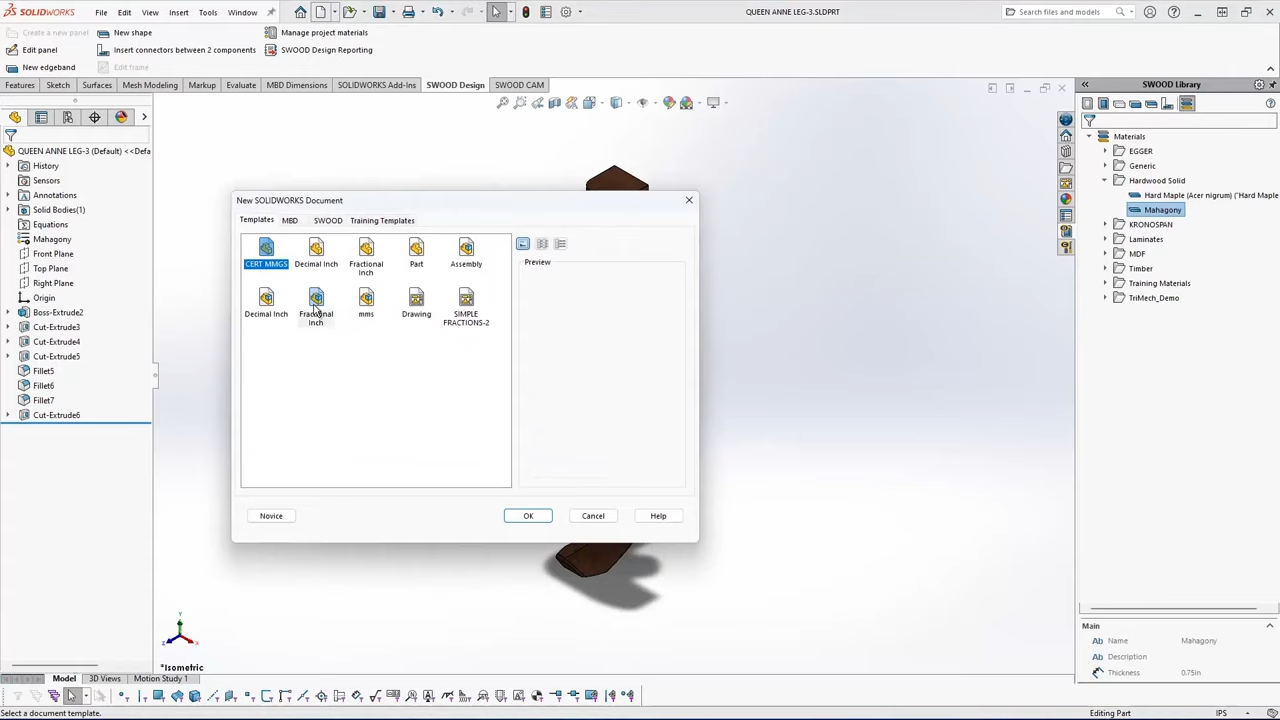 SOLIDWORKS
File
Edit
View
Insert
Tools
Window
QUEEN ANNE LEG-3.SLDPRT
Search files and models
Create a new panel
New shape
Manage project materials
Edit panel
Insert connectors between 2 components
SWOOD Design Reporting
New edgeband
Edit frame
Features
Sketch
Surfaces
Mesh Modeling
Markup
Evaluate
MBD Dimensions
SOLIDWORKS Add-Ins
SWOOD Design
SWOOD CAM
SWOOD Library
QUEEN ANNE LEG-3 (Default) <<Defa
History
Sensors
Annotations
Solid Bodies(1)
Equations
Mahagony
Front Plane
Top Plane
Right Plane
Origin
Boss-Extrude2
Cut-Extrude3
Cut-Extrude4
Cut-Extrude5
Fillet5
Fillet6
Fillet7
Cut-Extrude6
New SOLIDWORKS Document
Templates
MBD
SWOOD
Training Templates
CERT MMGS
Decimal Inch
Fractional
Inch
Part
Assembly
Decimal Inch
Fractional
Inch
mms
Drawing
SIMPLE
FRACTIONS-2
Preview
Novice
OK
Cancel
Help
Materials
EGGER
Generic
Hardwood Solid
Hard Maple (Acer nigrum) ("Hard Maple
Mahagony
KRONOSPAN
Laminates
MDF
Timber
Training Materials
TriMech_Demo
Main
Ab Name Mahagony
Ab Description
Thickness 0.75in
Y
Z
X
*Isometric
Model
3D Views
Motion Study 1
Select a document template.
Editing Part
IPS